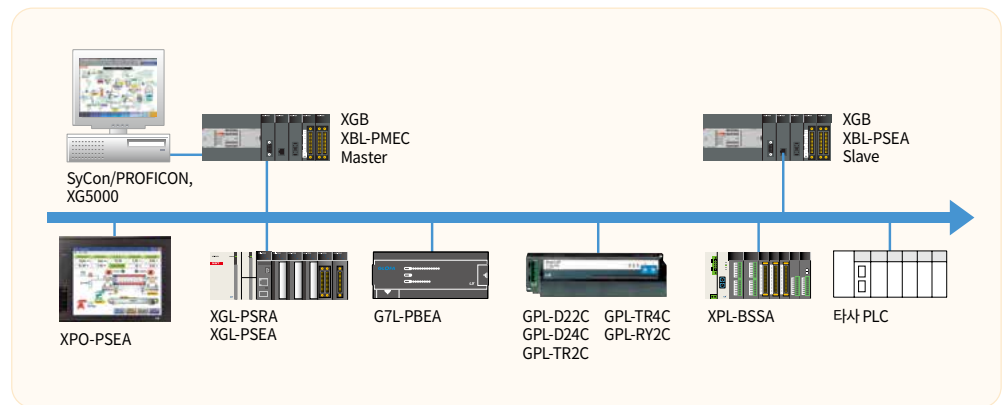 XGB
XBL-PMEC
Master
XGB
XBL-PSEA
Slave
SyCon/PROFICON,
XG5000
XPO-PSEA
XGL-PSRA
XGL-PSEA
G7L-PBEA
GPL-D22C GPL-TR4C
GPL-D24C GPL-RY2C
GPL-TR2C
XPL-BSSA
타사 PLC